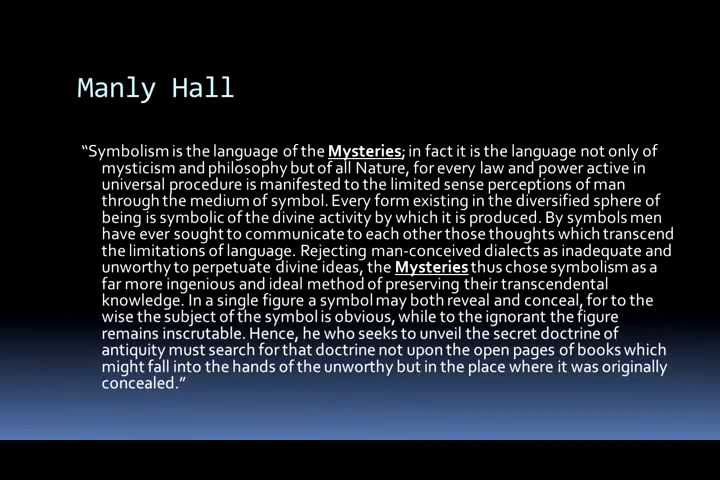 Manly Hall
“Symbolism is the language of the Mysteries; in fact it is the language not only of
mysticism and philosophy but of all Nature, for every law and power active in
universal procedure is manifested to the limited sense perceptions of man
through the medium of symbol. Every form existing in the diversified sphere of
being is symbolic of the divine activity by which it is produced. By symbols men
have ever sought to communicate to each other those thoughts which transcend
the limitations of language. Rejecting man-conceived dialects as inadequate and
unworthy to perpetuate divine ideas, the Mysteries thus chose symbolism as a
far more ingenious and ideal method of preserving their transcendental
knowledge. In a single figure a symbol may both reveal and conceal, for to the
wise the subject of the symbol is obvious, while to the ignorant the figure
remains inscrutable. Hence, he who seeks to unveil the secret doctrine of
antiquity must search for that doctrine not upon the open pages of books which
might fall into the hands of the unworthy but in the place where it was originally
concealed.”